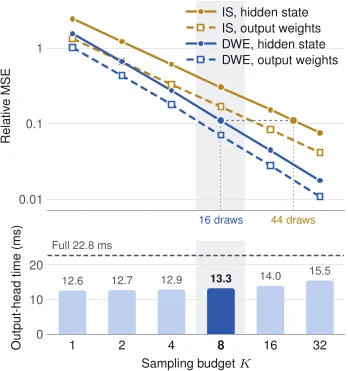 IS, hidden state
IS, output weights
DWE, hidden state
DWE, output weights
Relative MSE
1
0.1
0.01
16 draws
44 draws
Output-head time (ms)
Full 22.8 ms
20
10
0
12.6
12.7
12.9
13.3
14.0
15.5
1
2
4
8
16
32
Sampling budget K